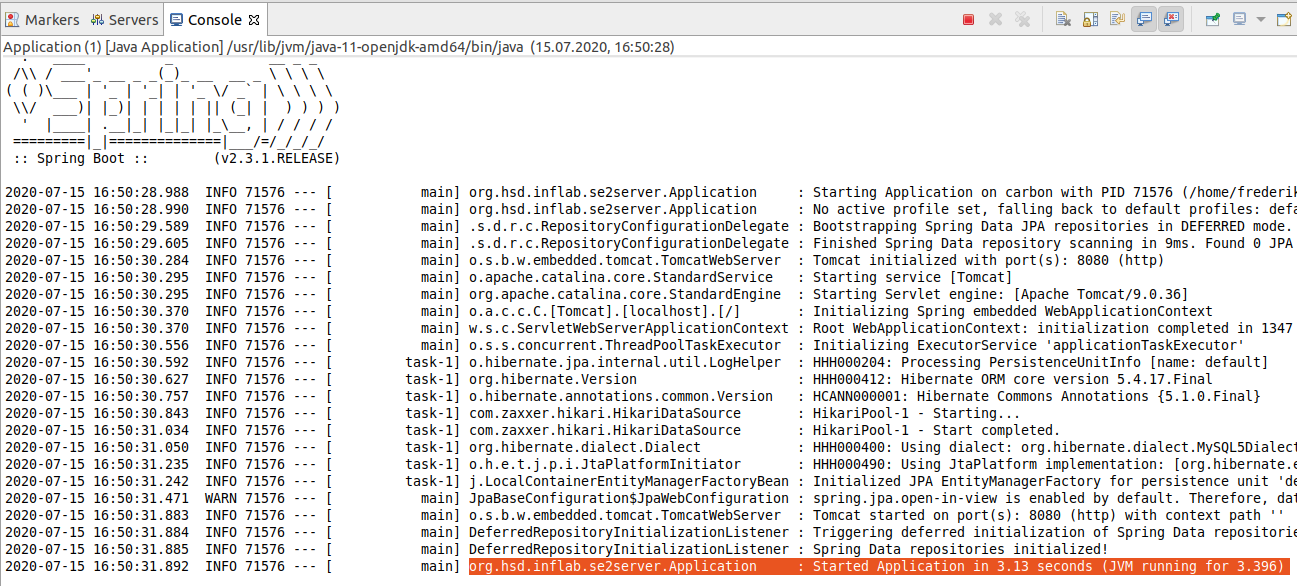 Markers Servers Console
Application (1) [Java Application] /usr/lib/jvm/java-11-openjdk-amd64/bin/java (15.07.2020, 16:50:28)
  .   ____          _            __ _ _
 /\\ / ___'_ __ _ _(_)_ __  __ _ \ \ \ \
( ( )\___ | '_ | '_| | '_ \/ _` | \ \ \ \
 \\/  ___)| |_)| | | | | || (_| |  ) ) ) )
  '  |____| .__|_| |_|_| |_\__, | / / / /
 =========|_|==============|___/=/_/_/_/
 :: Spring Boot ::        (v2.3.1.RELEASE)
2020-07-15 16:50:28.988  INFO 71576 --- [           main] org.hsd.inflab.se2server.Application     : Starting Application on carbon with PID 71576 (/home/frederik
2020-07-15 16:50:28.990  INFO 71576 --- [           main] org.hsd.inflab.se2server.Application     : No active profile set, falling back to default profiles: defa
2020-07-15 16:50:29.589  INFO 71576 --- [           main] .s.d.r.c.RepositoryConfigurationDelegate : Bootstrapping Spring Data JPA repositories in DEFERRED mode.
2020-07-15 16:50:29.605  INFO 71576 --- [           main] .s.d.r.c.RepositoryConfigurationDelegate : Finished Spring Data repository scanning in 9ms. Found 0 JPA
2020-07-15 16:50:30.284  INFO 71576 --- [           main] o.s.b.w.embedded.tomcat.TomcatWebServer  : Tomcat initialized with port(s): 8080 (http)
2020-07-15 16:50:30.295  INFO 71576 --- [           main] o.apache.catalina.core.StandardService   : Starting service [Tomcat]
2020-07-15 16:50:30.295  INFO 71576 --- [           main] org.apache.catalina.core.StandardEngine  : Starting Servlet engine: [Apache Tomcat/9.0.36]
2020-07-15 16:50:30.370  INFO 71576 --- [           main] o.a.c.c.C.[Tomcat].[localhost].[/]       : Initializing Spring embedded WebApplicationContext
2020-07-15 16:50:30.370  INFO 71576 --- [           main] w.s.c.ServletWebServerApplicationContext : Root WebApplicationContext: initialization completed in 1347
2020-07-15 16:50:30.556  INFO 71576 --- [           main] o.s.s.concurrent.ThreadPoolTaskExecutor  : Initializing ExecutorService 'applicationTaskExecutor'
2020-07-15 16:50:30.592  INFO 71576 --- [         task-1] o.hibernate.jpa.internal.util.LogHelper  : HHH000204: Processing PersistenceUnitInfo [name: default]
2020-07-15 16:50:30.627  INFO 71576 --- [         task-1] org.hibernate.Version                    : HHH000412: Hibernate ORM core version 5.4.17.Final
2020-07-15 16:50:30.757  INFO 71576 --- [         task-1] o.hibernate.annotations.common.Version   : HCANN000001: Hibernate Commons Annotations {5.1.0.Final}
2020-07-15 16:50:30.843  INFO 71576 --- [         task-1] com.zaxxer.hikari.HikariDataSource       : HikariPool-1 - Starting...
2020-07-15 16:50:31.034  INFO 71576 --- [         task-1] com.zaxxer.hikari.HikariDataSource       : HikariPool-1 - Start completed.
2020-07-15 16:50:31.050  INFO 71576 --- [         task-1] org.hibernate.dialect.Dialect            : HHH000400: Using dialect: org.hibernate.dialect.MySQL5Dialect
2020-07-15 16:50:31.235  INFO 71576 --- [         task-1] o.h.e.t.j.p.i.JtaPlatformInitiator       : HHH000490: Using JtaPlatform implementation: [org.hibernate.e
2020-07-15 16:50:31.242  INFO 71576 --- [         task-1] j.LocalContainerEntityManagerFactoryBean : Initialized JPA EntityManagerFactory for persistence unit 'de
2020-07-15 16:50:31.471  WARN 71576 --- [           main] JpaBaseConfiguration$JpaWebConfiguration : spring.jpa.open-in-view is enabled by default. Therefore, dat
2020-07-15 16:50:31.883  INFO 71576 --- [           main] o.s.b.w.embedded.tomcat.TomcatWebServer  : Tomcat started on port(s): 8080 (http) with context path ''
2020-07-15 16:50:31.884  INFO 71576 --- [           main] DeferredRepositoryInitializationListener : Triggering deferred initialization of Spring Data repositorie
2020-07-15 16:50:31.885  INFO 71576 --- [           main] DeferredRepositoryInitializationListener : Spring Data repositories initialized!
2020-07-15 16:50:31.892  INFO 71576 --- [           main] org.hsd.inflab.se2server.Application     : Started Application in 3.13 seconds (JVM running for 3.396)